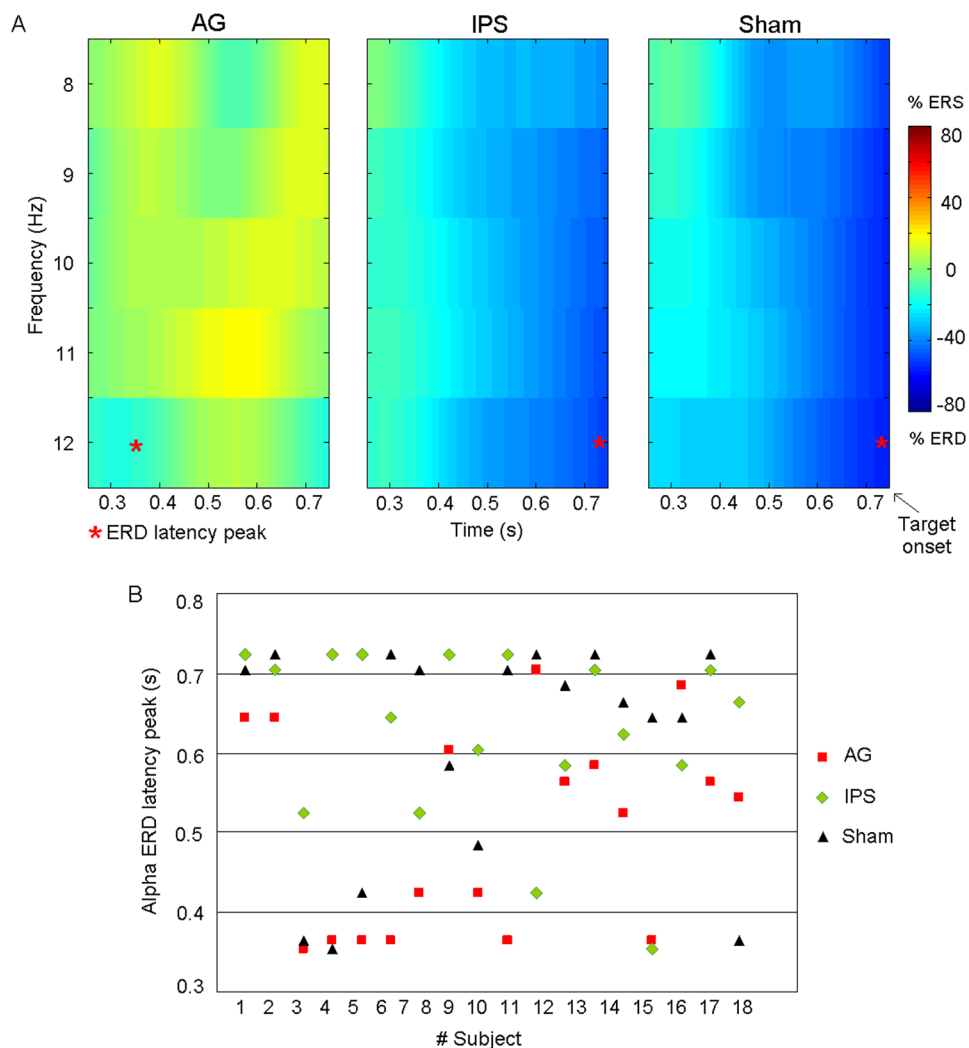 A
AG
IPS
Sham
Frequency (Hz)
8
9
10
11
12
0.3 0.4 0.5 0.6 0.7
0.3 0.4 0.5 0.6 0.7
0.3 0.4 0.5 0.6 0.7
Time (s)
* ERD latency peak
% ERS
80
40
0
-40
-80
% ERD
Target
onset
B
Alpha ERD latency peak (s)
0.8
0.7
0.6
0.5
0.4
0.3
1 2 3 4 5 6 7 8 9 10 11 12 13 14 15 16 17 18
# Subject
AG
IPS
Sham